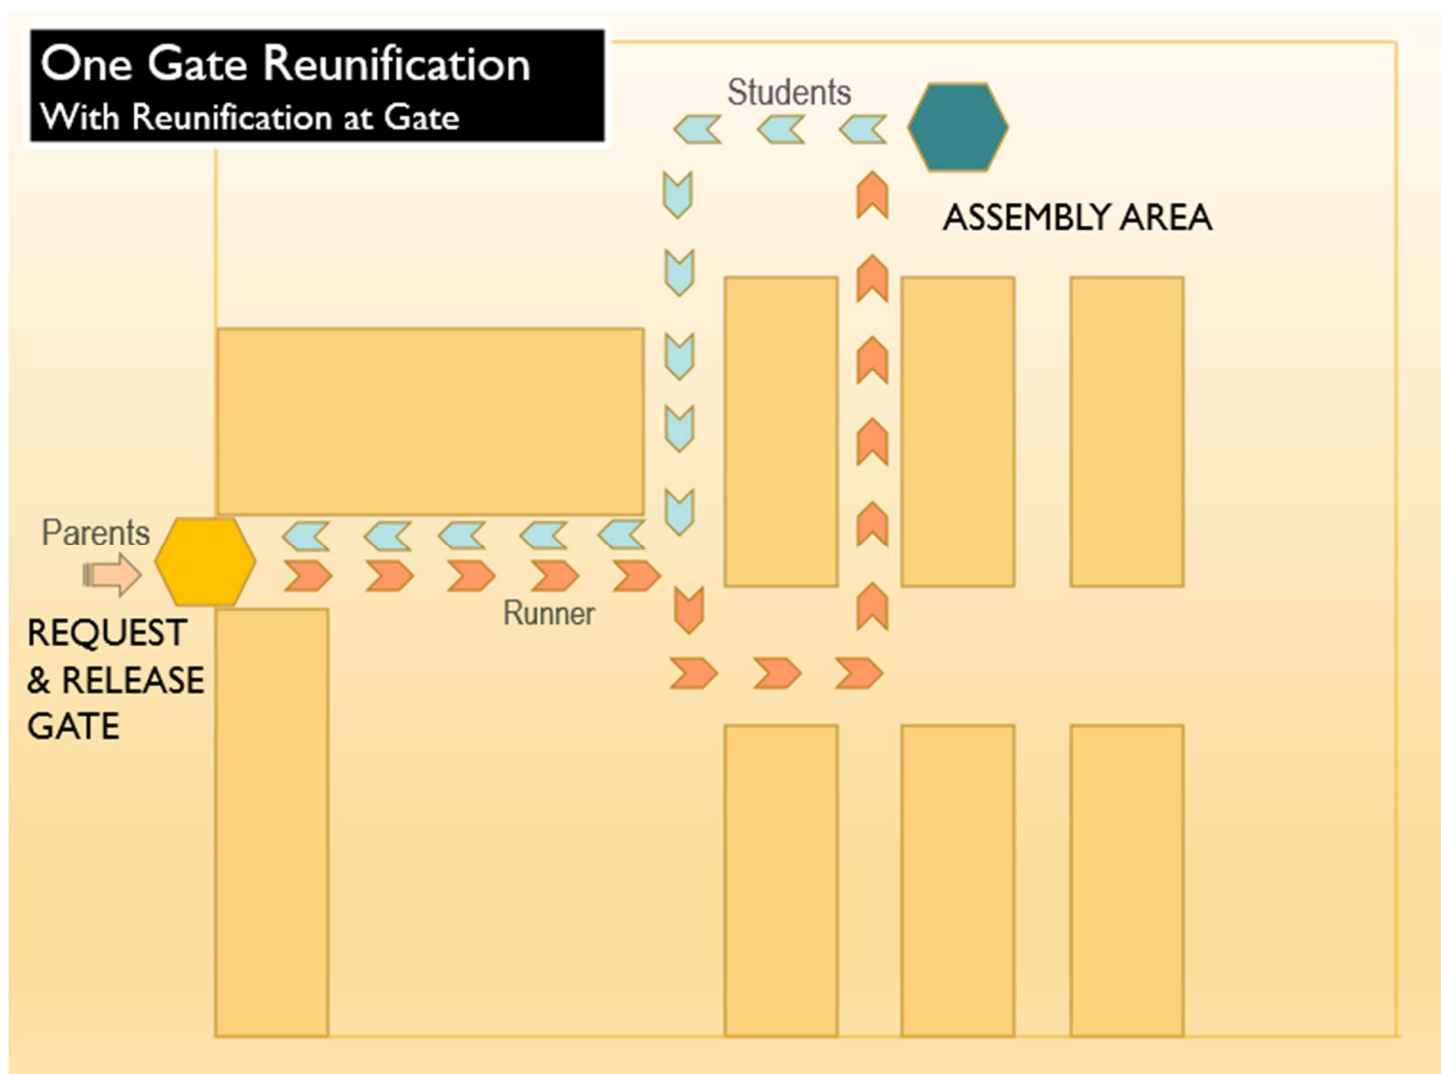 One Gate Reunification
With Reunification at Gate
Students
ASSEMBLY AREA
Parents
Runner
REQUEST
& RELEASE
GATE